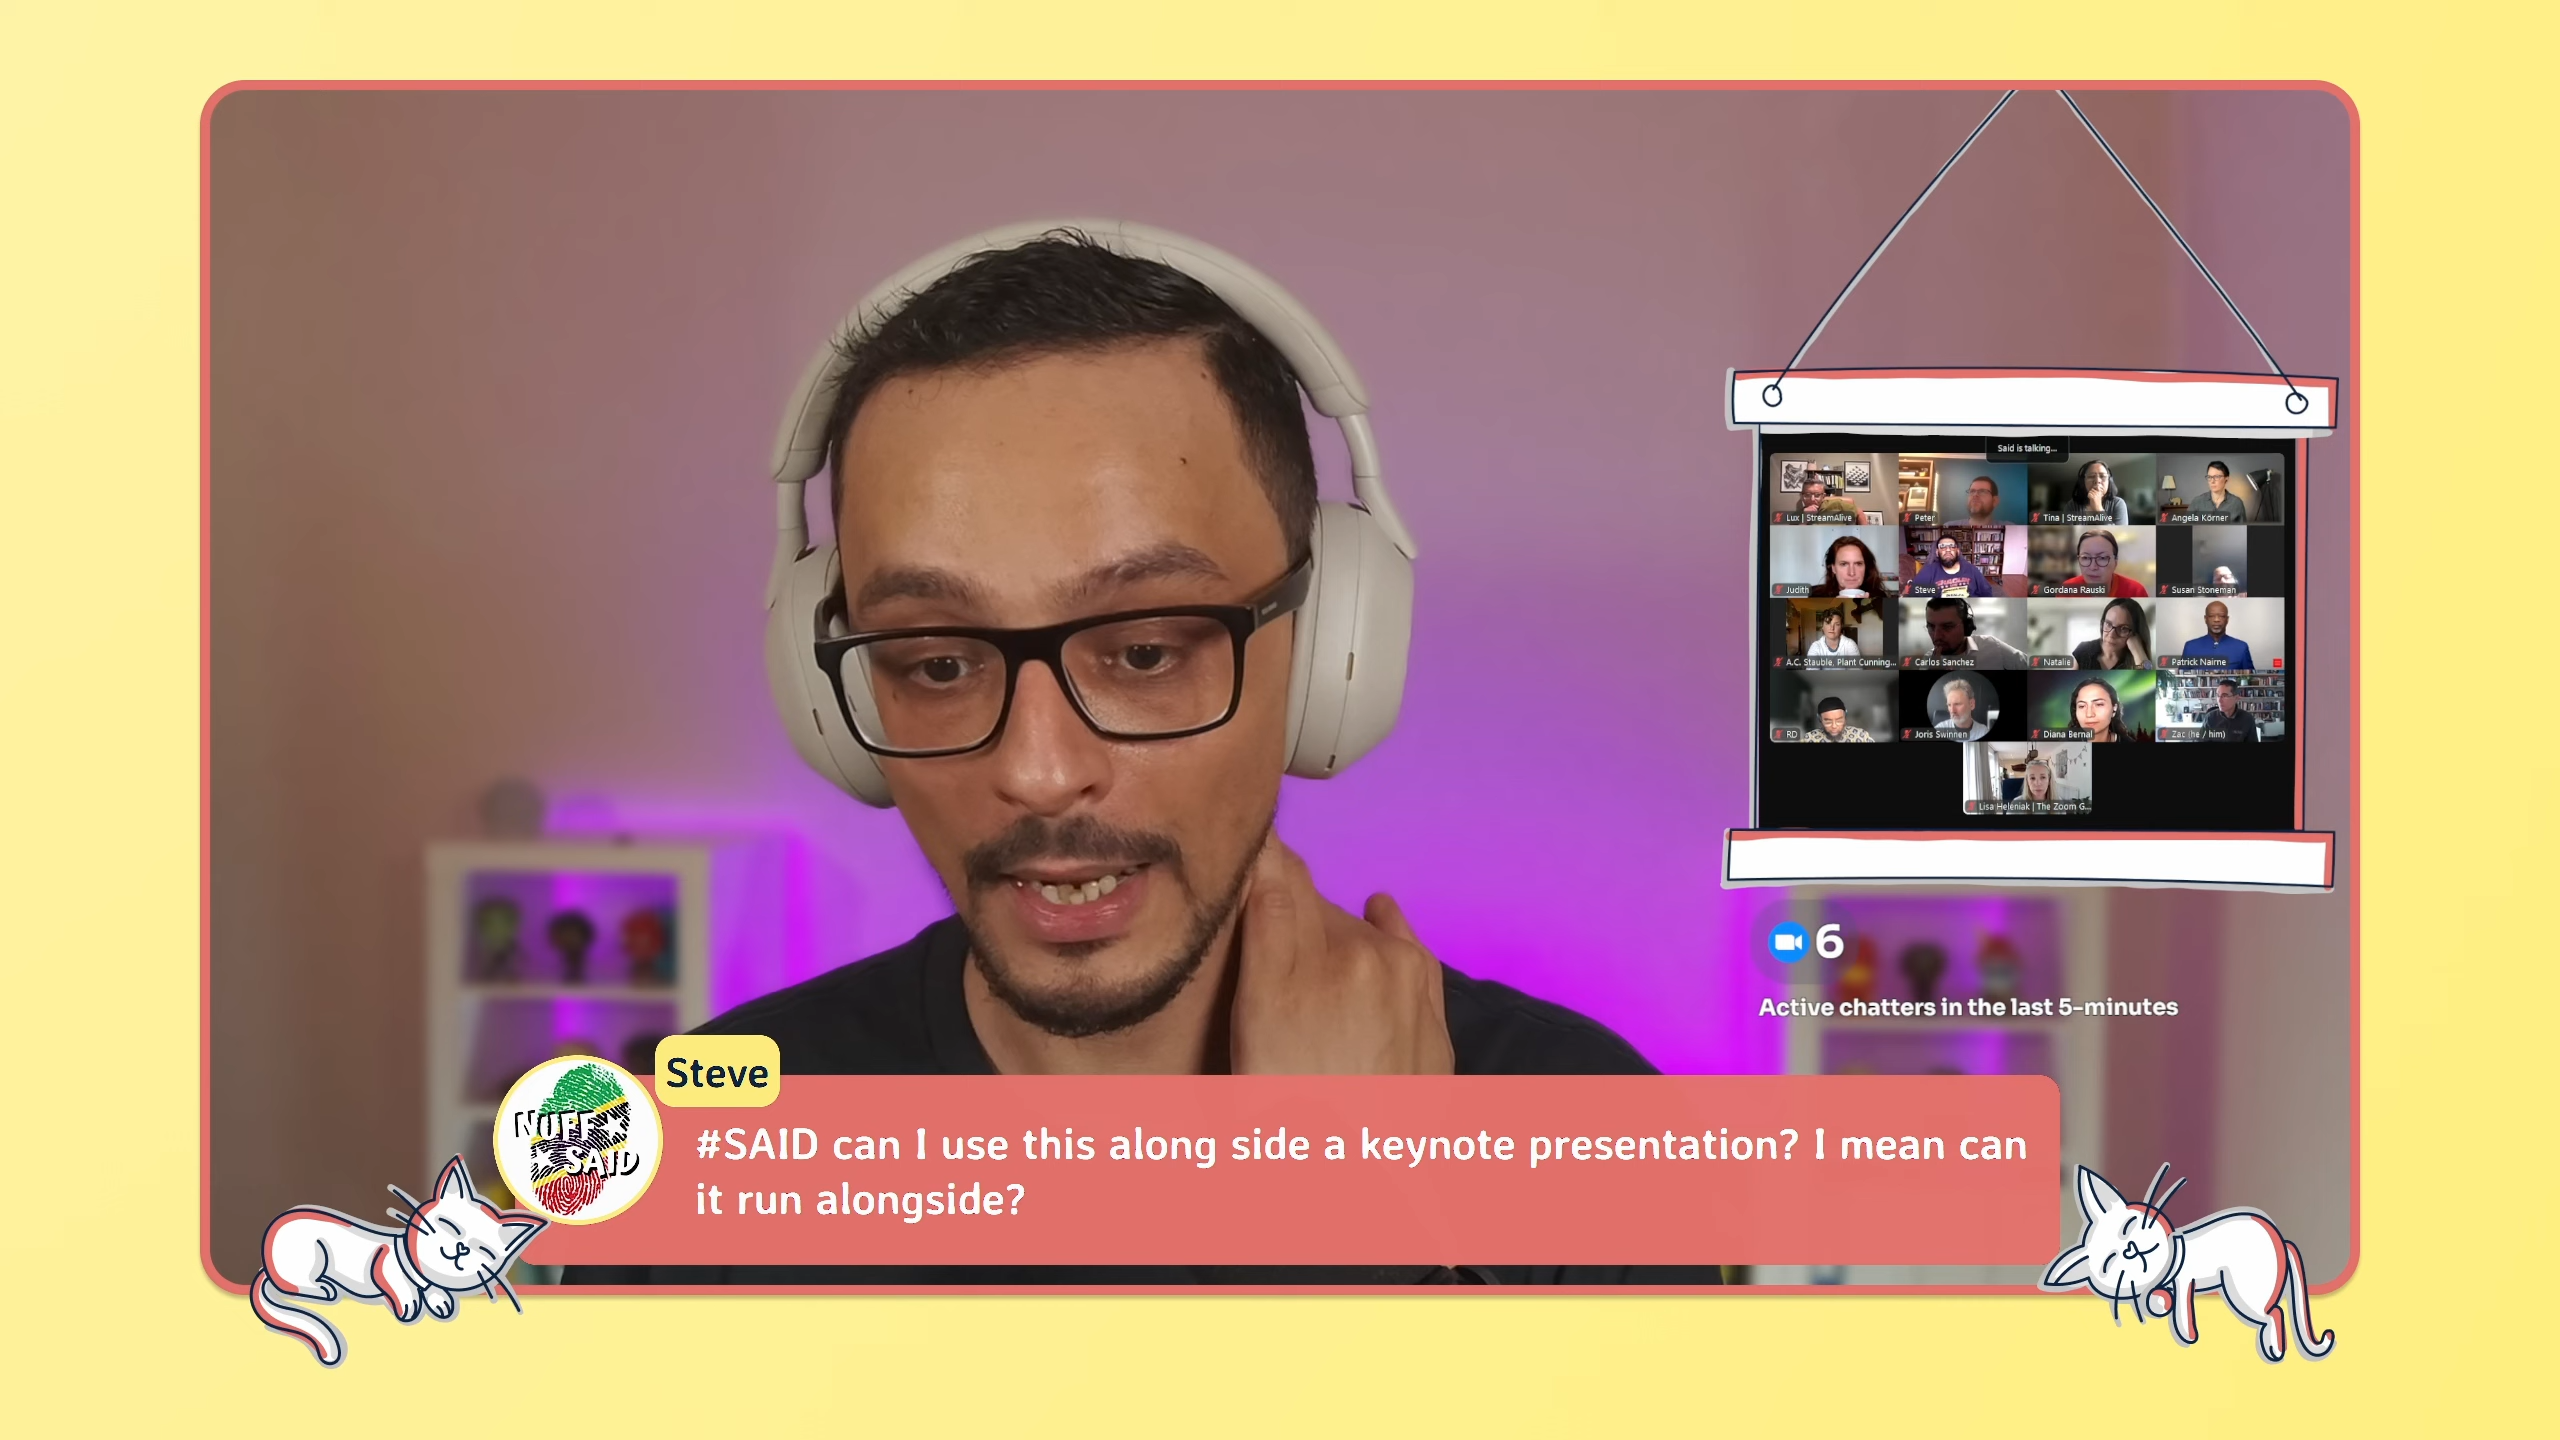 Said is talking...
Lux | StreamAlive
Peter
Tina | StreamAlive
Angela Körner
Judith
Steve
Gordana Rauski
Susan Stoneman
A.C. Stauble, Plant Cunning...
Carlos Sanchez
Natalie
Patrick Nairne
RD
Joris Swinnen
Diana Bernal
Zac (he / him)
Lisa Heleniak | The Zoom G...
6
Active chatters in the last 5-minutes
Steve
NUFF
SAID
#SAID can I use this along side a keynote presentation? I mean can
it run alongside?